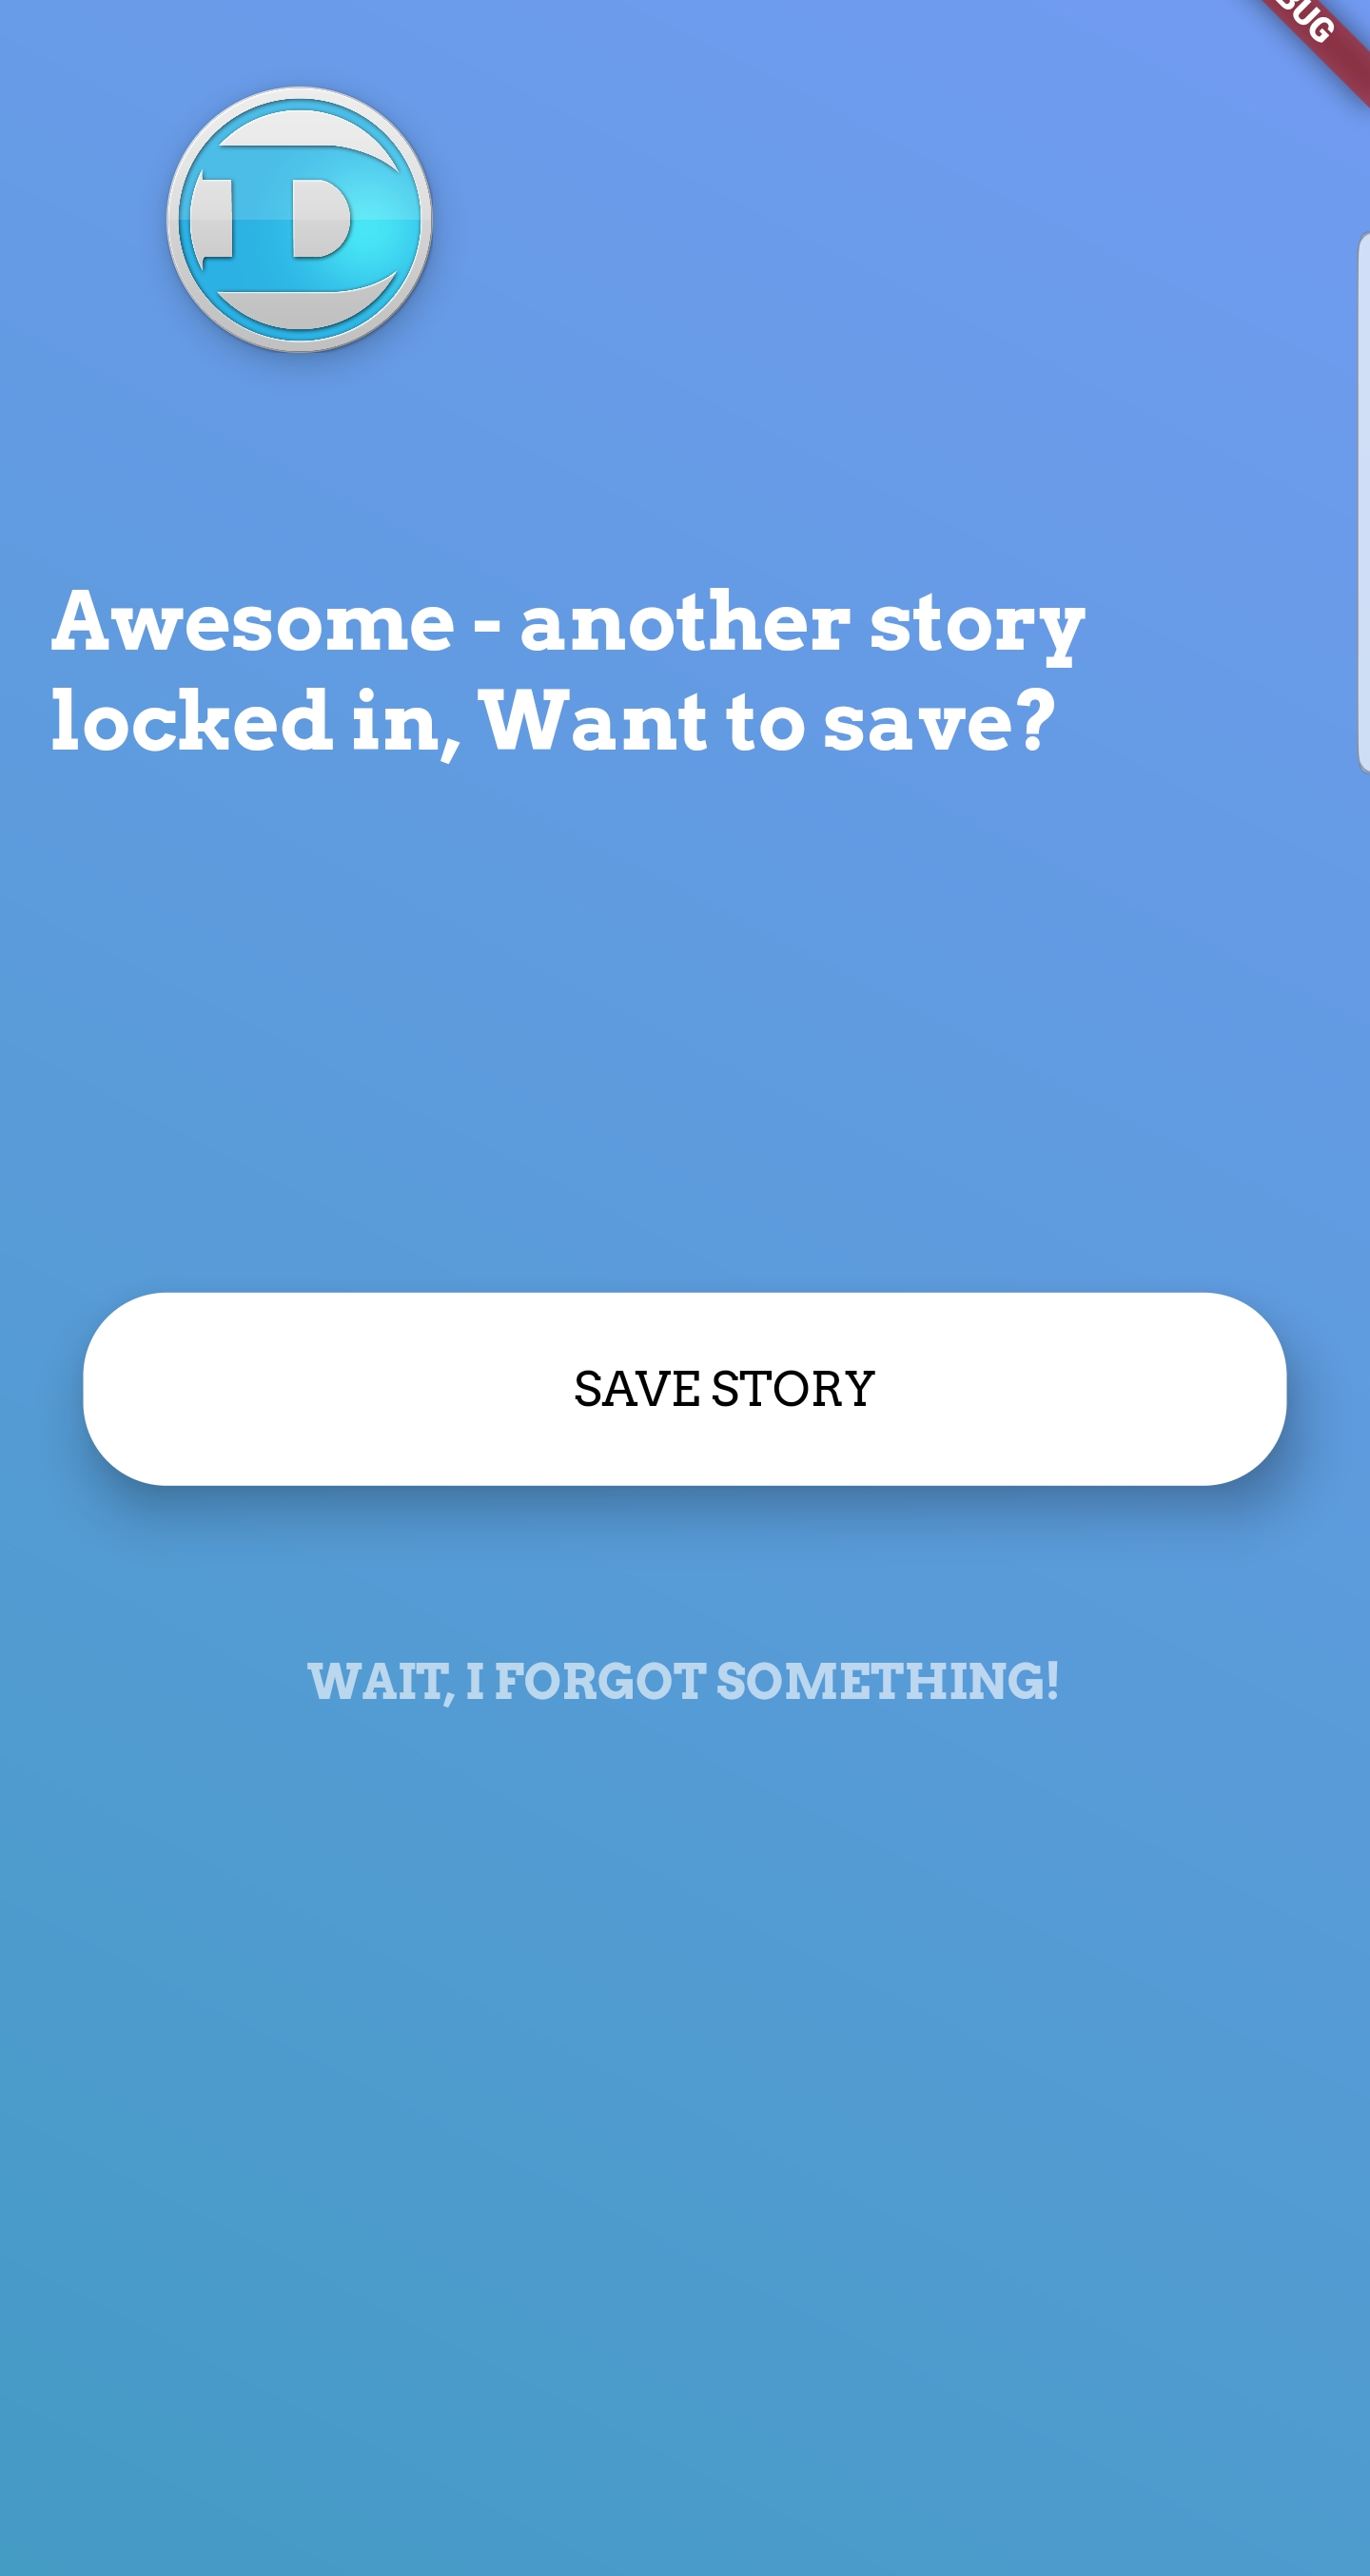 BUG
D
Awesome - another story
locked in, Want to save?
SAVE STORY
WAIT, I FORGOT SOMETHING!